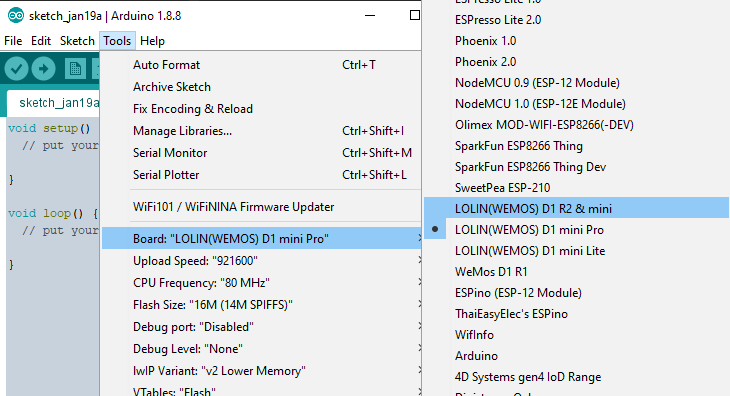 sketch_jan19a | Arduino 1.8.8
File Edit Sketch Tools Help
sketch_jan19a
void setup()
// put your
}
void loop() {
// put your
}
Auto Format Ctrl+T
Archive Sketch
Fix Encoding & Reload
Manage Libraries... Ctrl+Shift+I
Serial Monitor Ctrl+Shift+M
Serial Plotter Ctrl+Shift+L
WiFi101 / WiFiNINA Firmware Updater
Board: "LOLIN(WEMOS) D1 mini Pro"
Upload Speed: "921600"
CPU Frequency: "80 MHz"
Flash Size: "16M (14M SPIFFS)"
Debug port: "Disabled"
Debug Level: "None"
IwIP Variant: "v2 Lower Memory"
VTables: "Flash"
ESPresso Lite 2.0
Phoenix 1.0
Phoenix 2.0
NodeMCU 0.9 (ESP-12 Module)
NodeMCU 1.0 (ESP-12E Module)
Olimex MOD-WIFI-ESP8266(-DEV)
SparkFun ESP8266 Thing
SparkFun ESP8266 Thing Dev
SweetPea ESP-210
LOLIN(WEMOS) D1 R2 & mini
LOLIN(WEMOS) D1 mini Pro
LOLIN(WEMOS) D1 mini Lite
WeMos D1 R1
ESPino (ESP-12 Module)
ThaiEasyElec's ESPino
WifInfo
Arduino
4D Systems gen4 IoD Range